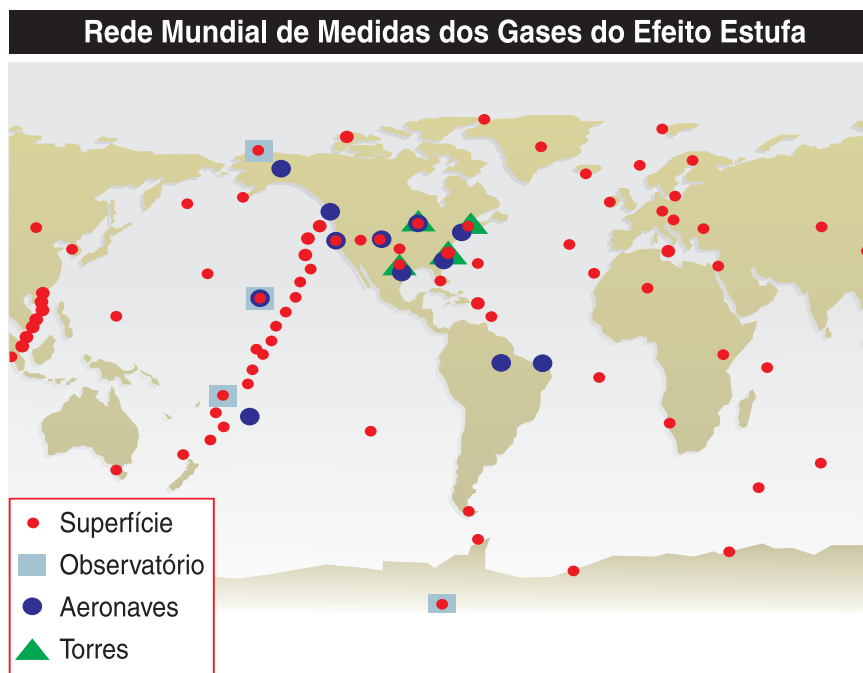 Rede Mundial de Medidas dos Gases do Efeito Estufa
Superfície
Observatório
Aeronaves
Torres